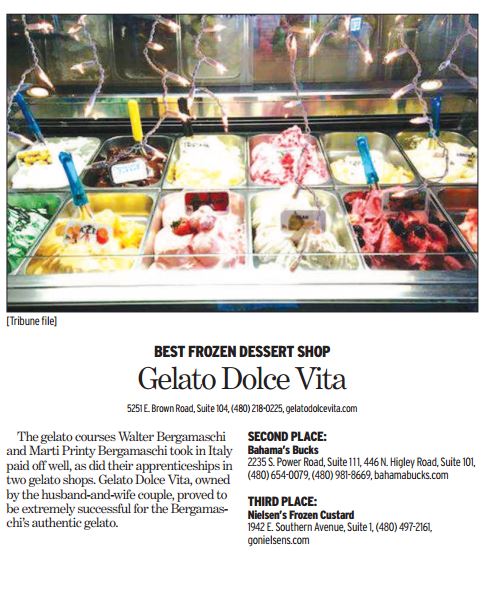 [Tribune file]
BEST FROZEN DESSERT SHOP
Gelato Dolce Vita
5251 E. Brown Road, Suite 104, (480) 218-0225, gelatodolcevita.com
The gelato courses Walter Bergamaschi
and Marti Printy Bergamaschi took in Italy
paid off well, as did their apprenticeships in
two gelato shops. Gelato Dolce Vita, owned
by the husband-and-wife couple, proved to
be extremely successful for the Bergamas-
chi's authentic gelato.
SECOND PLACE:
Bahama's Bucks
2235 S. Power Road, Suite 111, 446 N. Higley Road, Suite 101,
(480) 654-0079, (480) 981-8669, bahamabucks.com
THIRD PLACE:
Nielsen's Frozen Custard
1942 E. Southern Avenue, Suite 1, (480) 497-2161,
gonielsens.com